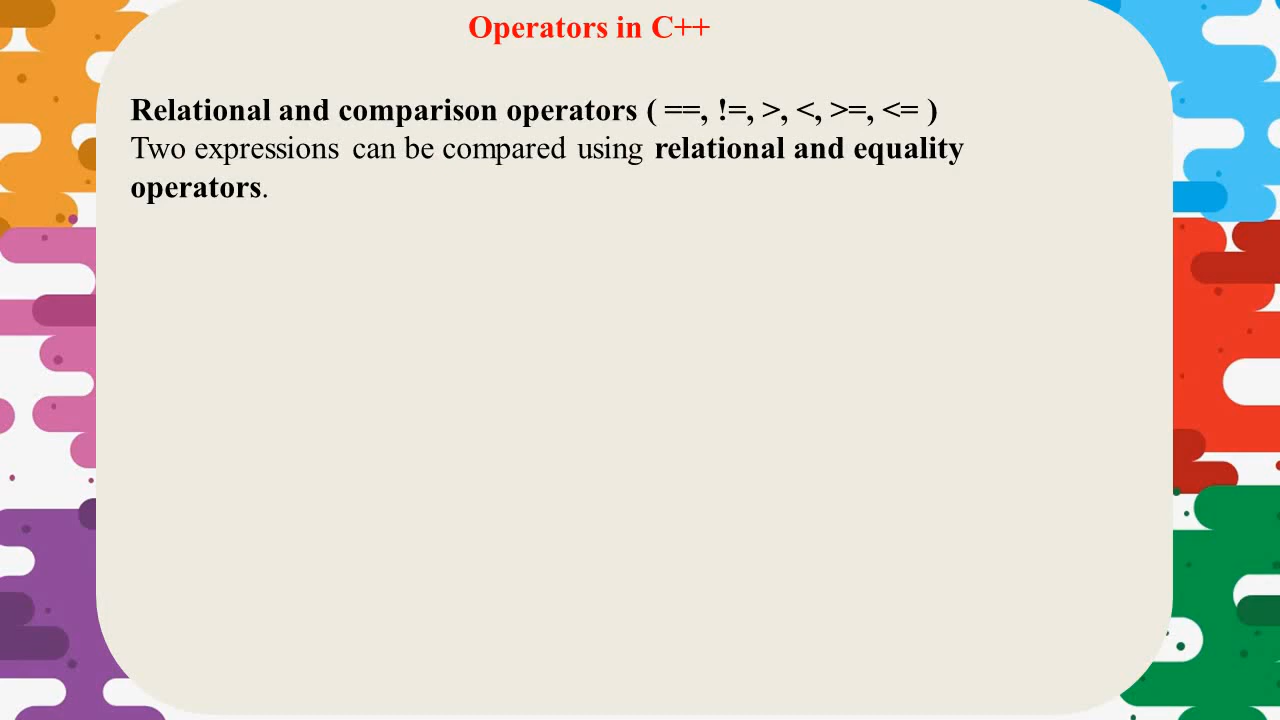 Operators in C++
Relational and comparison operators ( ==, !=, >, <, >=, <= )
Two expressions can be compared using relational and equality
operators.